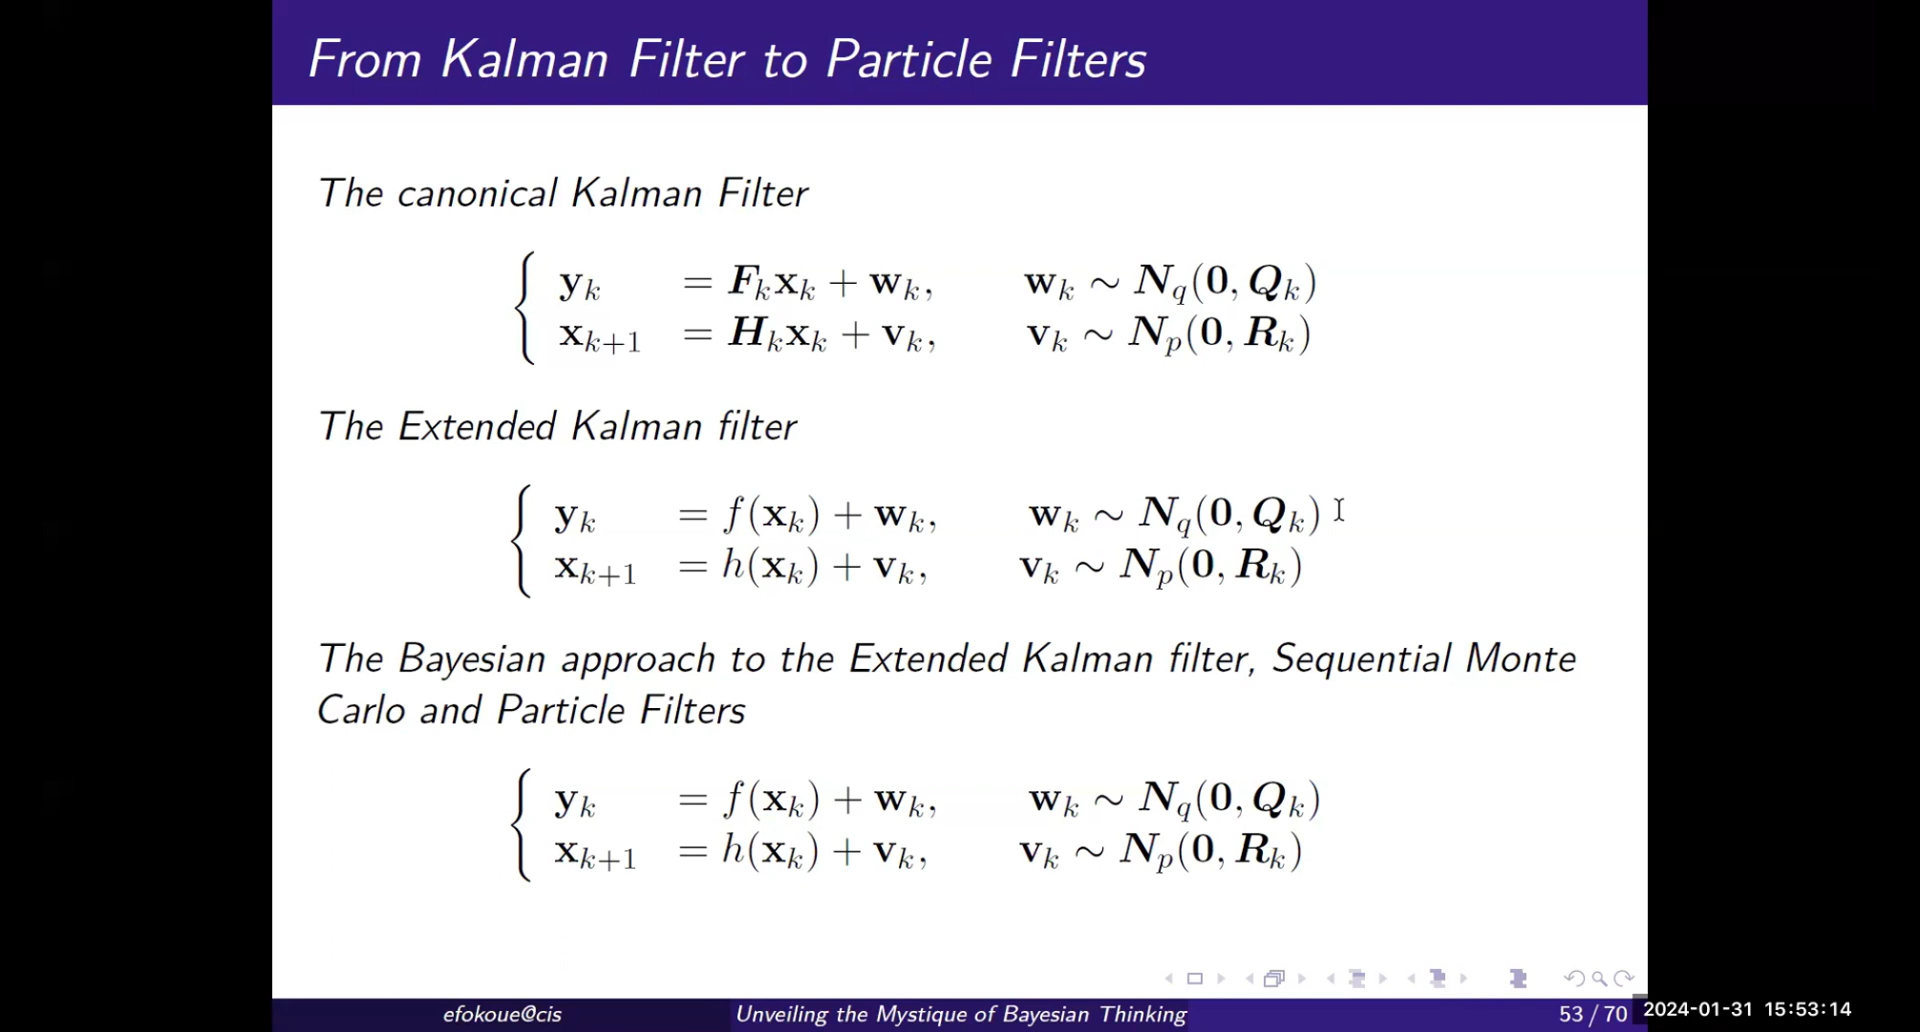 From Kalman Filter to Particle Filters
The canonical Kalman Filter
y_k = F_k x_k + w_k, w_k ∼ N_q(0, Q_k)
x_{k+1} = H_k x_k + v_k, v_k ∼ N_p(0, R_k)
The Extended Kalman filter
y_k = f(x_k) + w_k, w_k ∼ N_q(0, Q_k)
x_{k+1} = h(x_k) + v_k, v_k ∼ N_p(0, R_k)
The Bayesian approach to the Extended Kalman filter, Sequential Monte
Carlo and Particle Filters
y_k = f(x_k) + w_k, w_k ∼ N_q(0, Q_k)
x_{k+1} = h(x_k) + v_k, v_k ∼ N_p(0, R_k)
efokoue@cis Unveiling the Mystique of Bayesian Thinking 53 / 70 2024-01-31 15:53:14